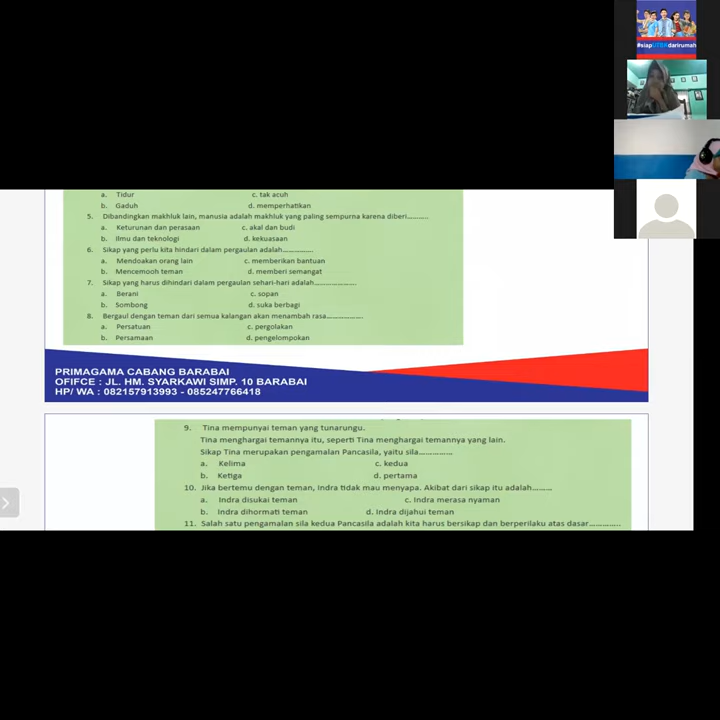 #siapUTBKdarirumah
a. Tidur c. tak acuh
b. Gaduh d. memperhatikan
5. Dibandingkan makhluk lain, manusia adalah makhluk yang paling sempurna karena diberi...........
a. Keturunan dan perasaan c. akal dan budi
b. Ilmu dan teknologi d. kekuasaan
6. Sikap yang perlu kita hindari dalam pergaulan adalah................
a. Mendoakan orang lain c. memberikan bantuan
b. Mencemooh teman d. memberi semangat
7. Sikap yang harus dihindari dalam pergaulan sehari-hari adalah......................
a. Berani c. sopan
b. Sombong d. suka berbagi
8. Bergaul dengan teman dari semua kalangan akan menambah rasa...................
a. Persatuan c. pergolakan
b. Persamaan d. pengelompokan
PRIMAGAMA CABANG BARABAI
OFIFCE : JL. HM. SYARKAWI SIMP. 10 BARABAI
HP/ WA : 082157913993 - 085247766418
9. Tina mempunyai teman yang tunarungu.
Tina menghargai temannya itu, seperti Tina menghargai temannya yang lain.
Sikap Tina merupakan pengamalan Pancasila, yaitu sila..............
a. Kelima c. kedua
b. Ketiga d. pertama
10. Jika bertemu dengan teman, Indra tidak mau menyapa. Akibat dari sikap itu adalah........
a. Indra disukai teman c. Indra merasa nyaman
b. Indra dihormati teman d. Indra dijahui teman
11. Salah satu pengamalan sila kedua Pancasila adalah kita harus bersikap dan berperilaku atas dasar..............